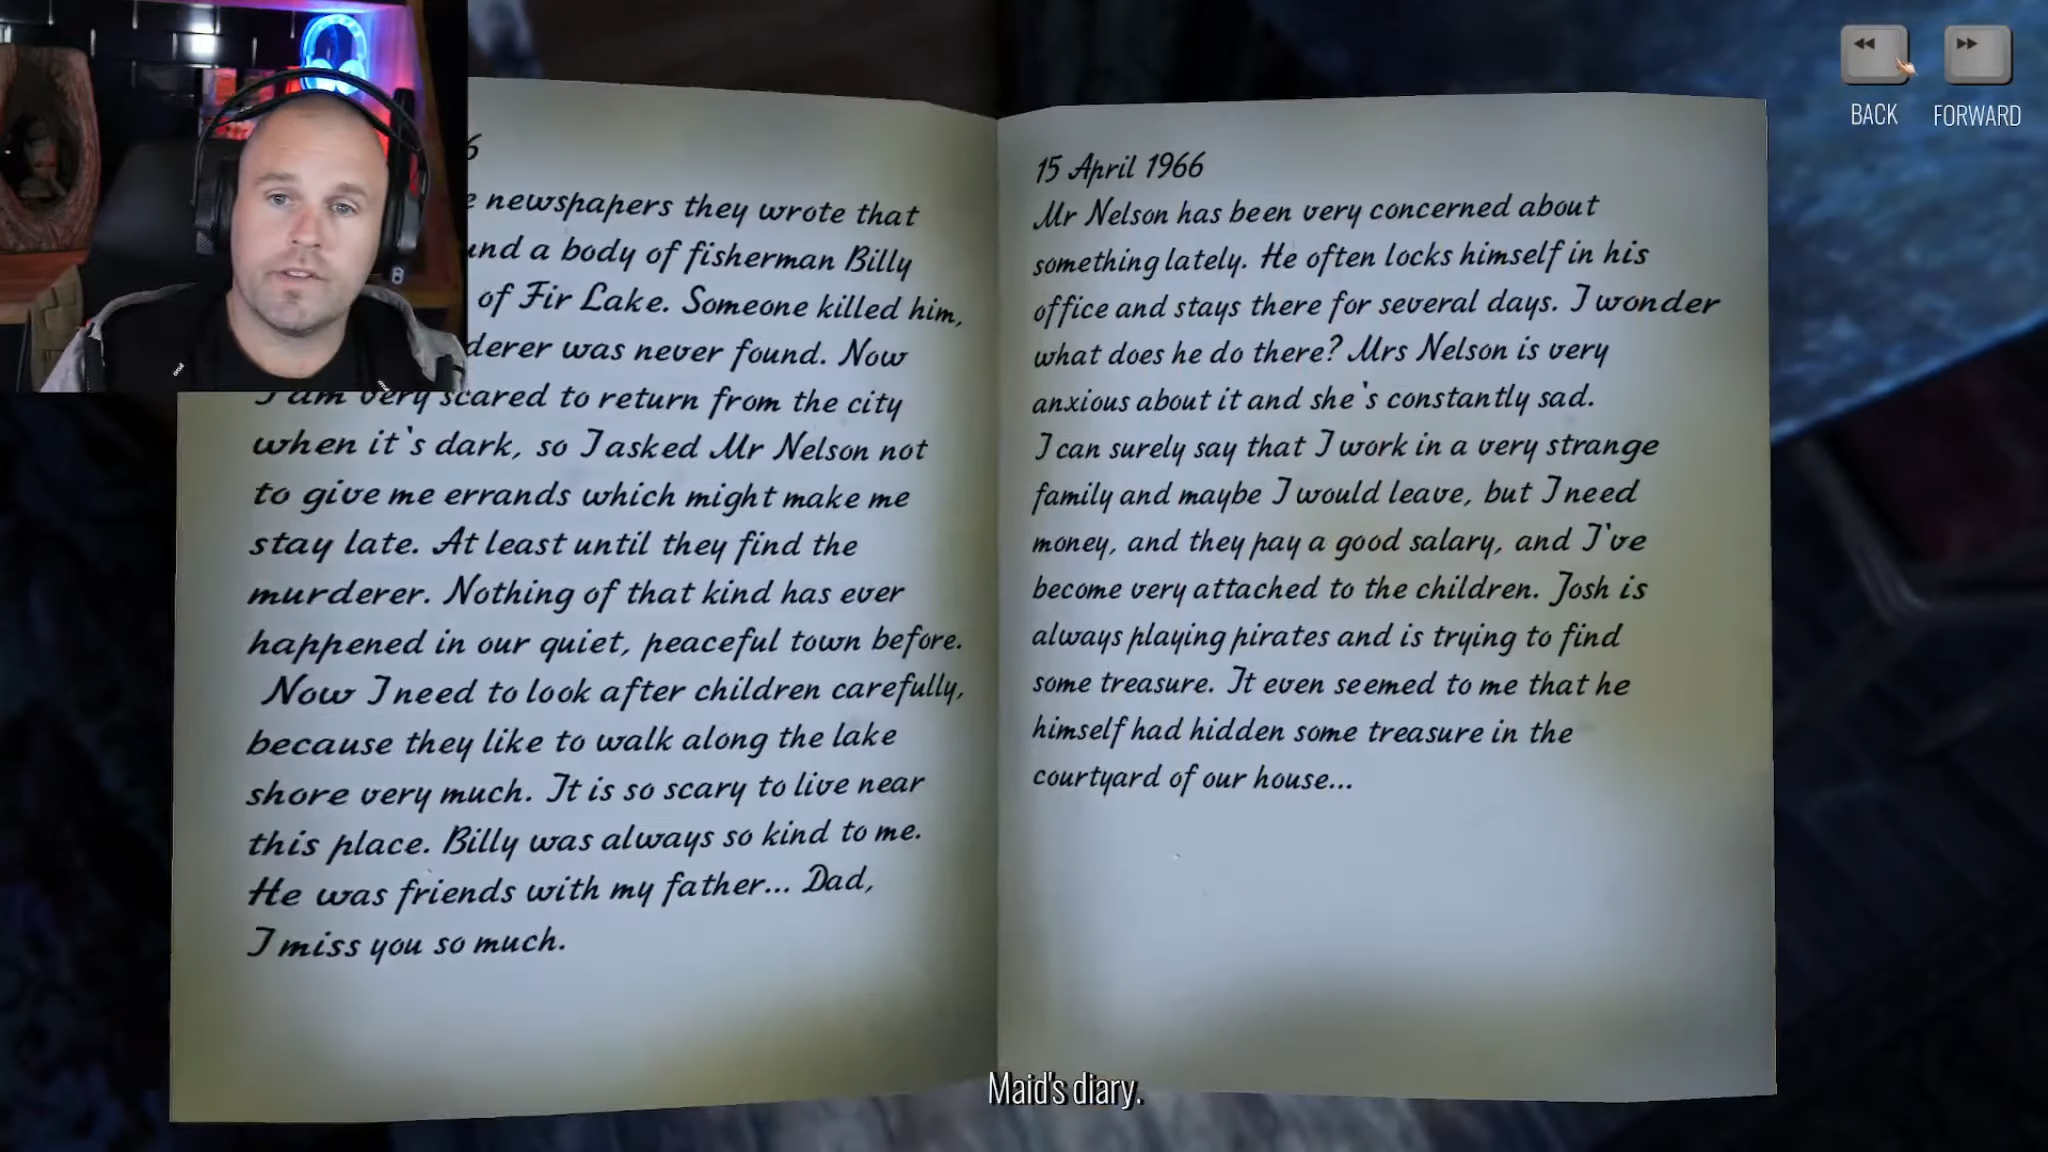 BACK
FORWARD
6
newspapers they wrote that
a body of fisherman Billy
of Fir Lake. Someone killed him,
was never found. Now
I am very scared to return from the city
when it's dark, so I asked Mr Nelson not
to give me errands which might make me
stay late. At least until they find the
murderer. Nothing of that kind has ever
happened in our quiet, peaceful town before.
Now I need to look after children carefully,
because they like to walk along the lake
shore very much. It is so scary to live near
this place. Billy was always so kind to me.
He was friends with my father... Dad,
I miss you so much.
15 April 1966
Mr Nelson has been very concerned about
something lately. He often locks himself in his
office and stays there for several days. I wonder
what does he do there? Mrs Nelson is very
anxious about it and she's constantly sad.
I can surely say that I work in a very strange
family and maybe I would leave, but I need
money, and they pay a good salary, and I've
become very attached to the children. Josh is
always playing pirates and is trying to find
some treasure. It even seemed to me that he
himself had hidden some treasure in the
courtyard of our house...
Maid's diary.